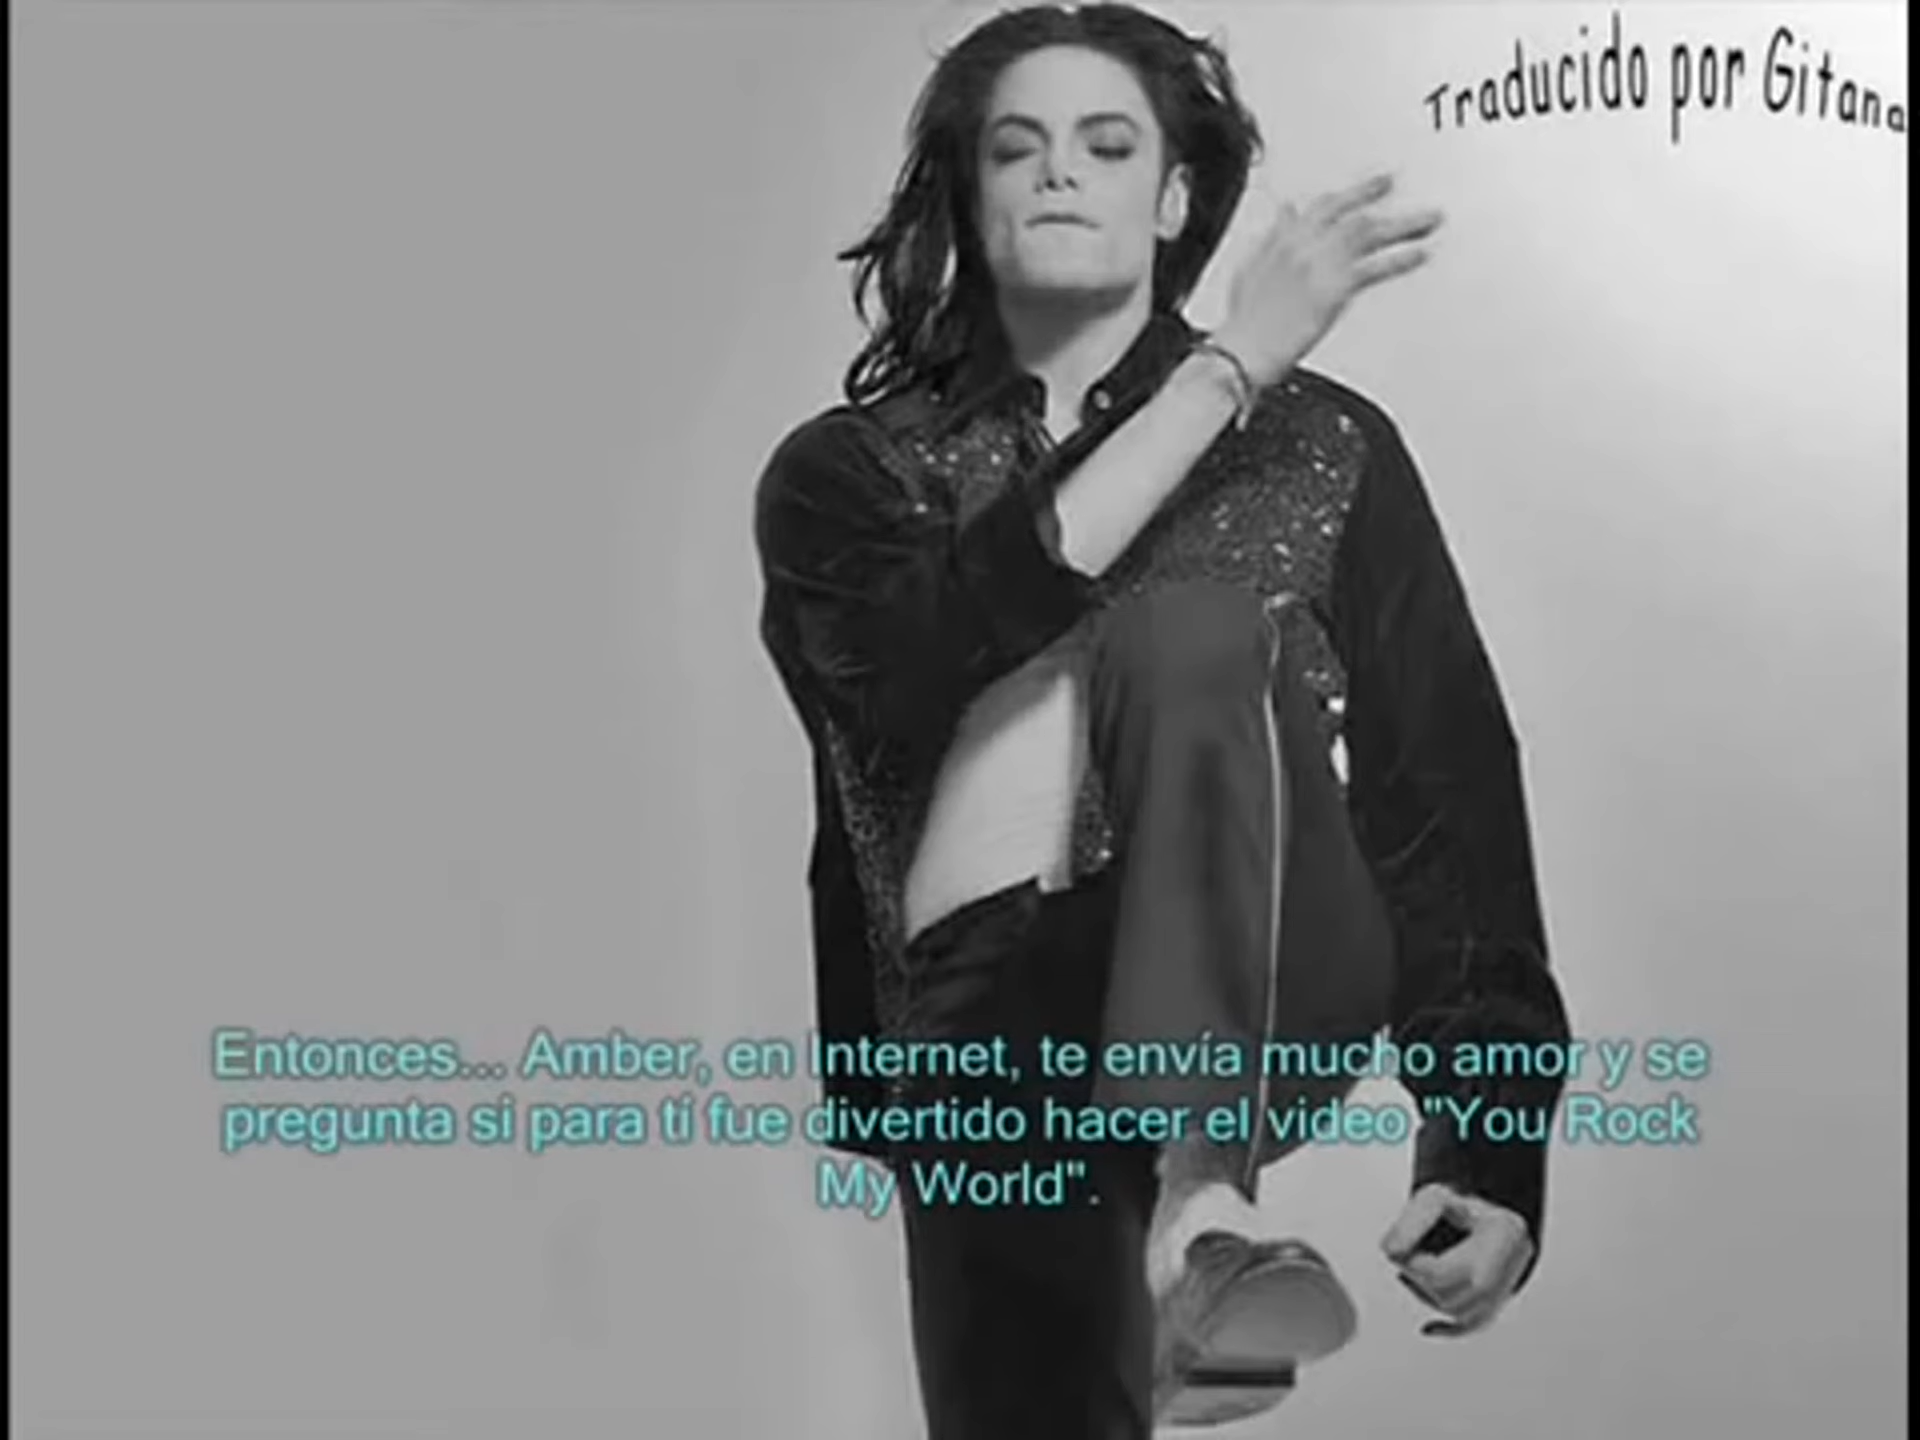 Traducido por Gitana
Entonces... Amber, en Internet, te envía mucho amor y se
pregunta si para tí fue divertido hacer el video "You Rock
My World".